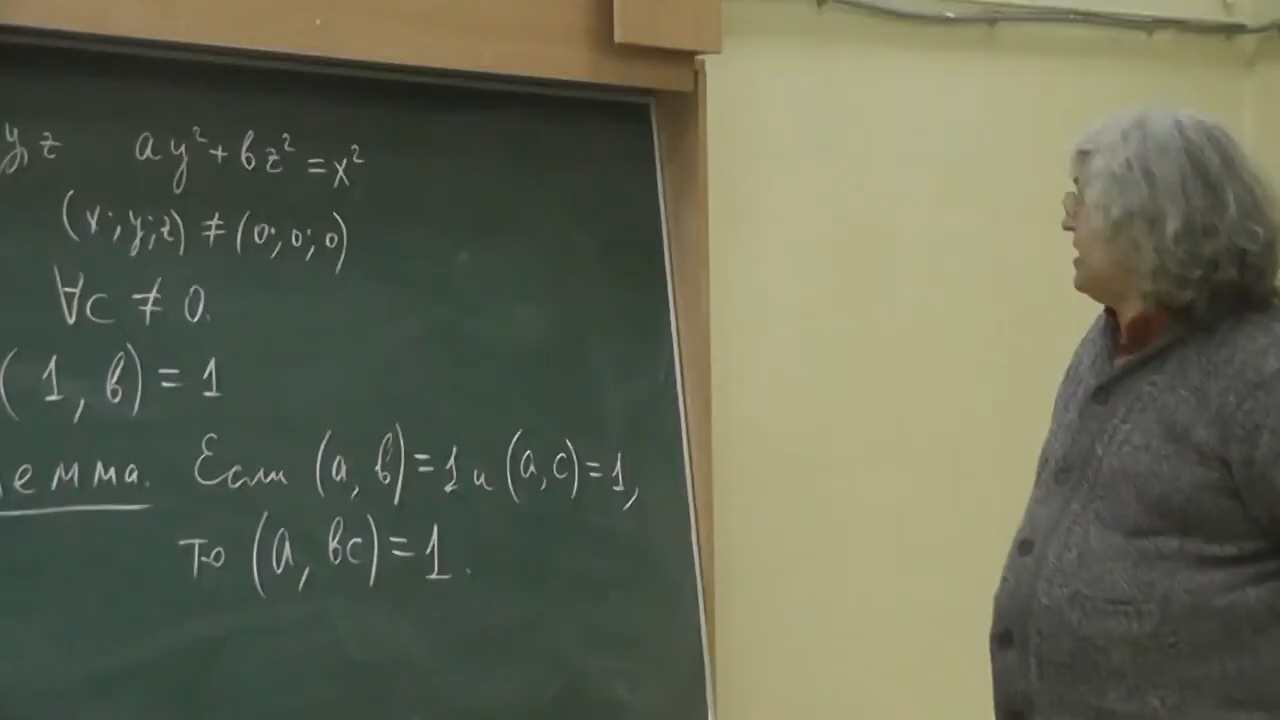 y, z ay² + bz² = x²
(x; y; z) ≠ (0; 0; 0)
∀c ≠ 0.
(1, b) = 1
емма. Если (a, b) = 1 и (a, c) = 1,
то (a, bc) = 1.